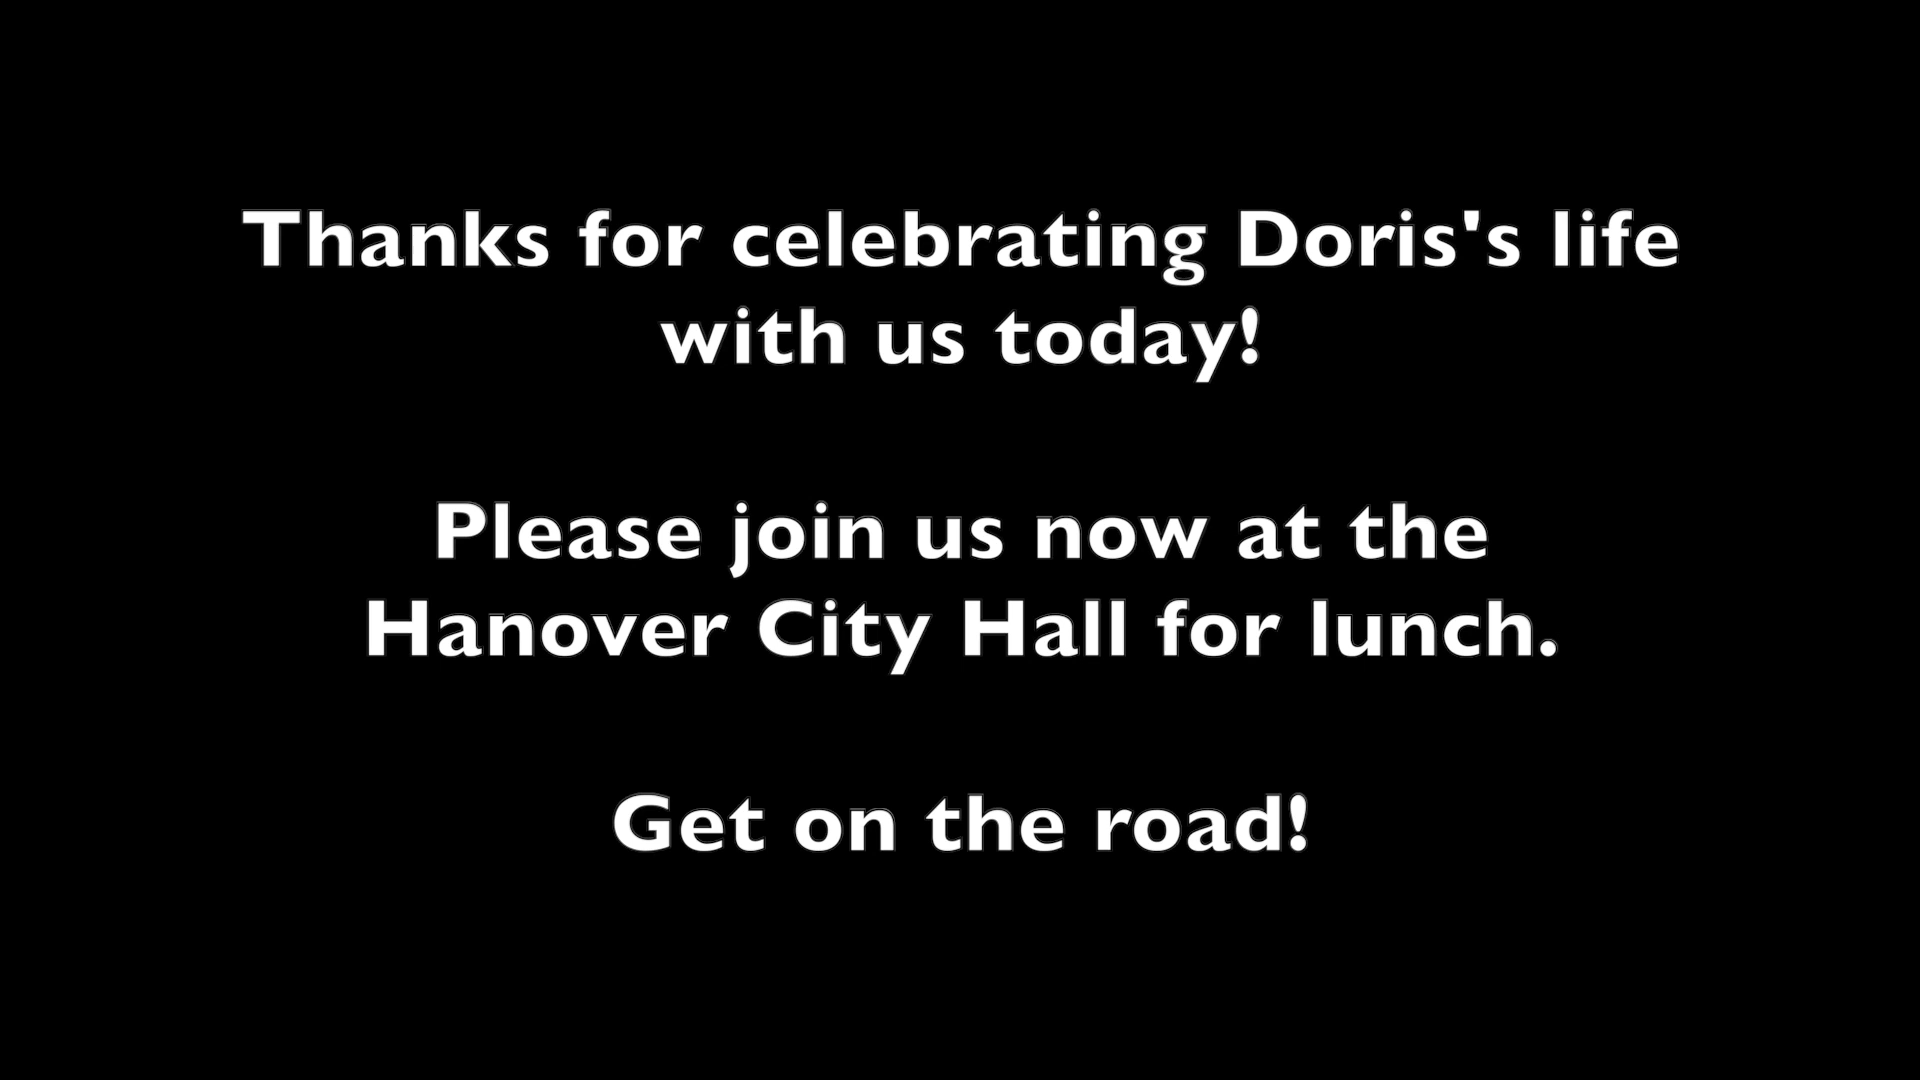 Thanks for celebrating Doris's life
with us today!
Please join us now at the
Hanover City Hall for lunch.
Get on the road!